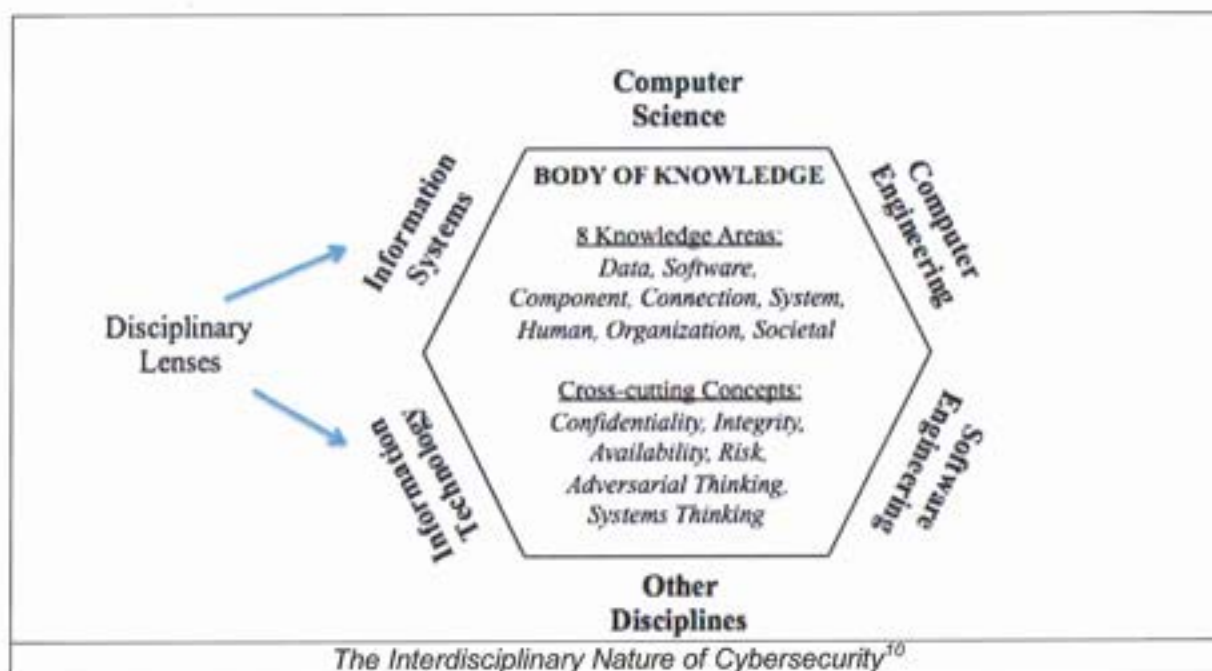 Computer
Science
Information
Systems
Computer
Engineering
BODY OF KNOWLEDGE
8 Knowledge Areas:
Data, Software,
Component, Connection, System,
Human, Organization, Societal
Disciplinary
Lenses
Cross-cutting Concepts:
Confidentiality, Integrity,
Availability, Risk,
Adversarial Thinking,
Systems Thinking
Information
Technology
Software
Engineering
Other
Disciplines
The Interdisciplinary Nature of Cybersecurity¹⁰